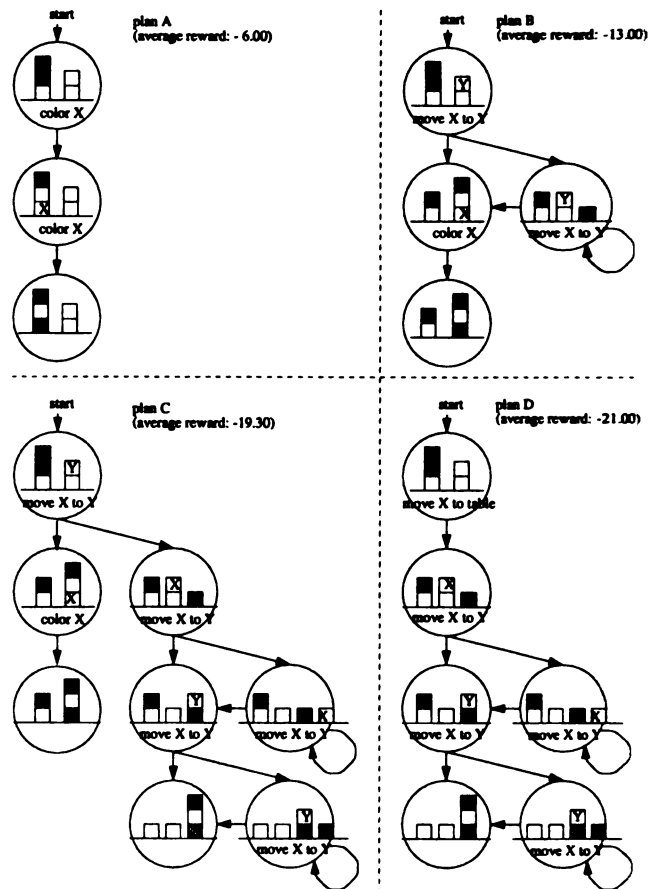 start
plan A
(average reward: - 6.00)
color X
X
color X
start
plan B
(average reward: -13.00)
Y
move X to Y
X
color X
Y
move X to Y
start
plan C
(average reward: -19.30)
Y
move X to Y
X
color X
X
move X to Y
Y
move X to Y
X
move X to Y
Y
move X to Y
start
plan D
(average reward: -21.00)
move X to table
X
move X to Y
Y
move X to Y
X
move X to Y
Y
move X to Y